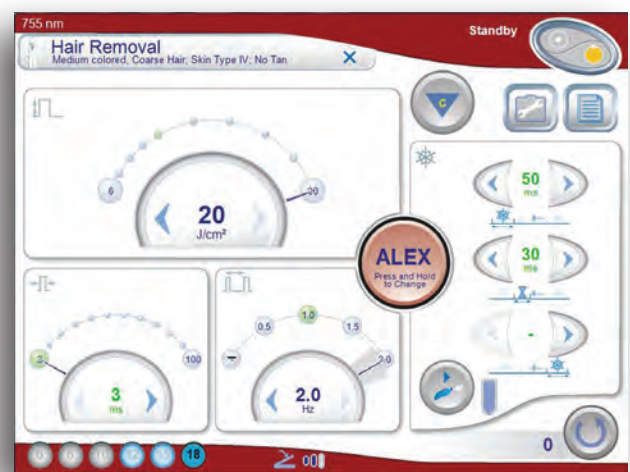 755 nm
Standby
Hair Removal
Medium colored, Coarse Hair; Skin Type IV; No Tan
G
6
20
20
J/cm²
50
ms
30
ms
-
ALEX
Press and Hold
to Change
3
100
3
ms
0.5
1.0
1.5
2.0
2.0
Hz
0
18